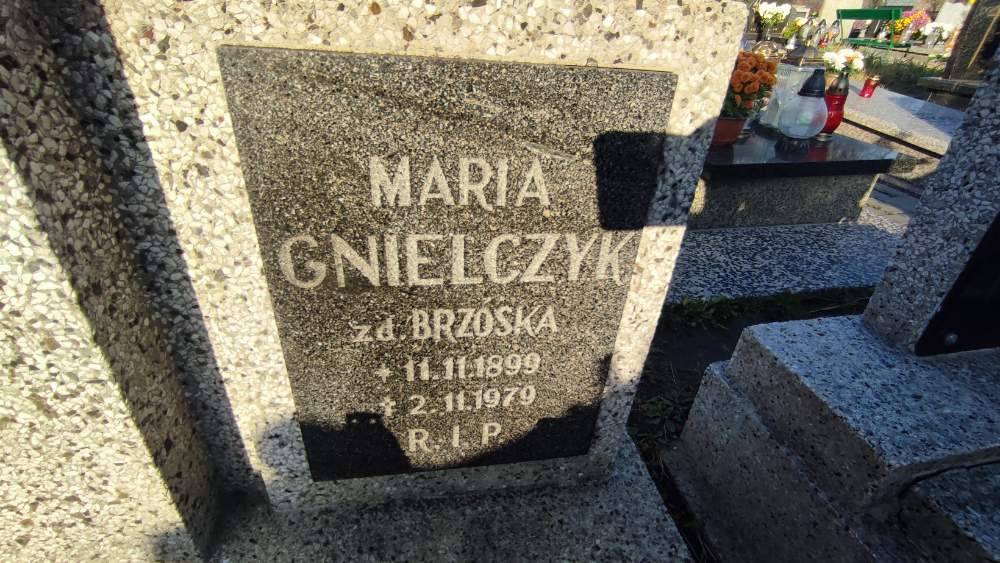 MARIA
GNIELCZYK
zd. BRZÓSKA
+ 11.11.1899
† 2.11.1979
R. I. P.